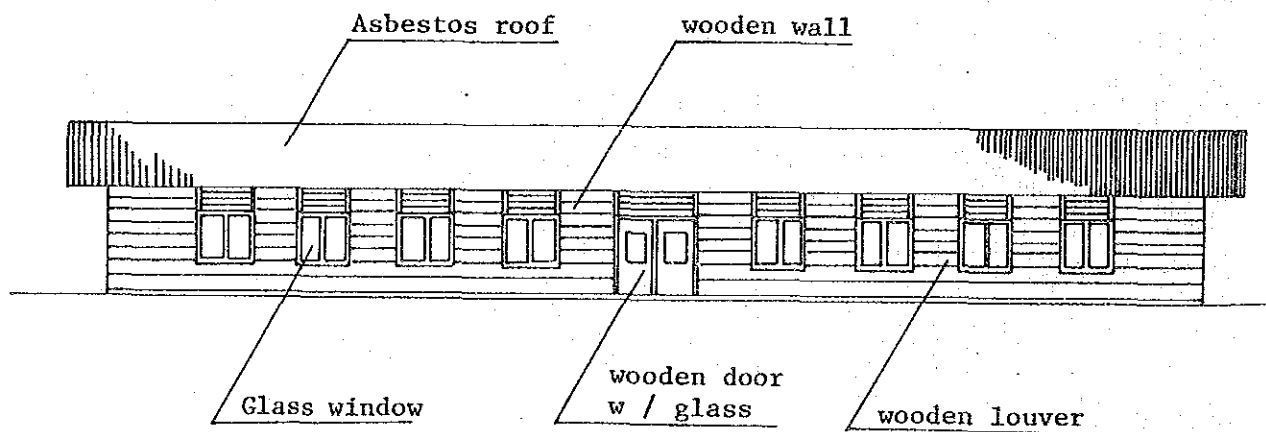 Asbestos roof
wooden wall
Glass window
wooden door
w / glass
wooden louver